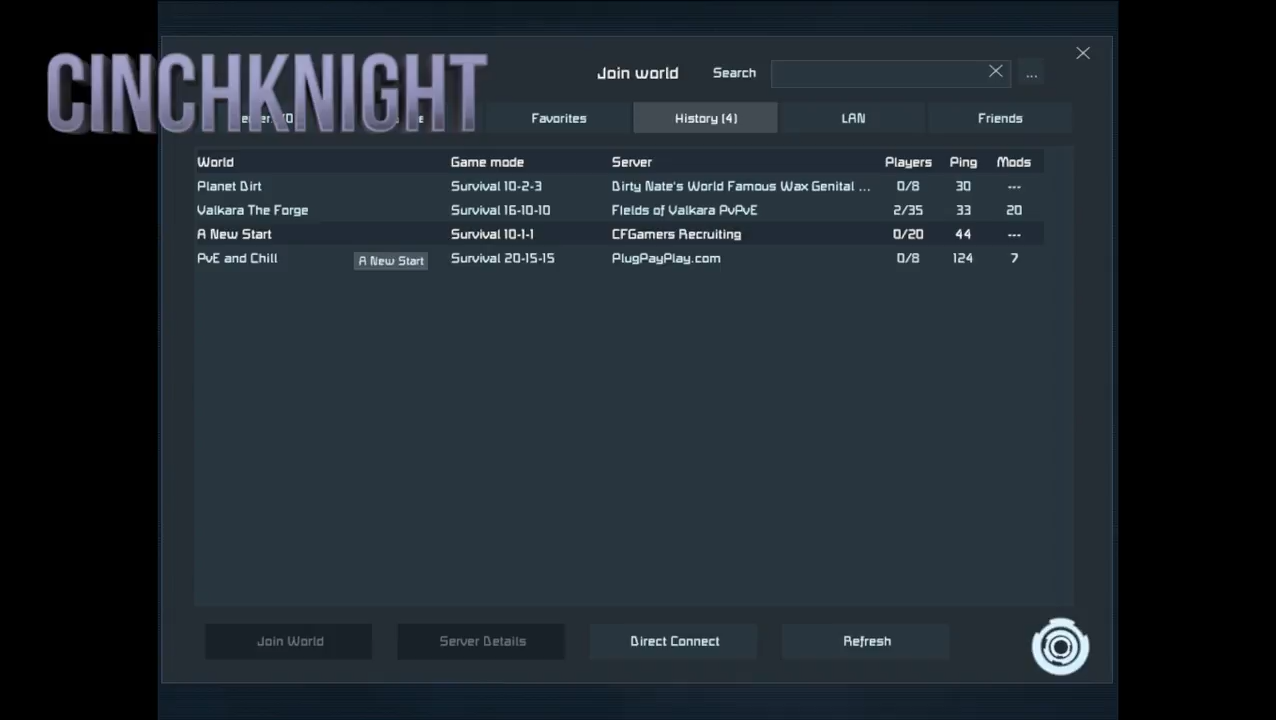 CINCHKNIGHT
Join world Search ...
Favorites History (4) LAN Friends
World Game mode Server Players Ping Mods
Planet Dirt Survival 10-2-3 Dirty Nate's World Famous Wax Genital ... 0/8 30 ---
Valkara The Forge Survival 16-10-10 FIelds of Valkara PvPvE 2/35 33 20
A New Start Survival 10-1-1 CFGamers Recruiting 0/20 44 ---
PvE and Chill Survival 20-15-15 PlugPayPlay.com 0/8 124 7
A New Start
Join World Server Details Direct Connect Refresh